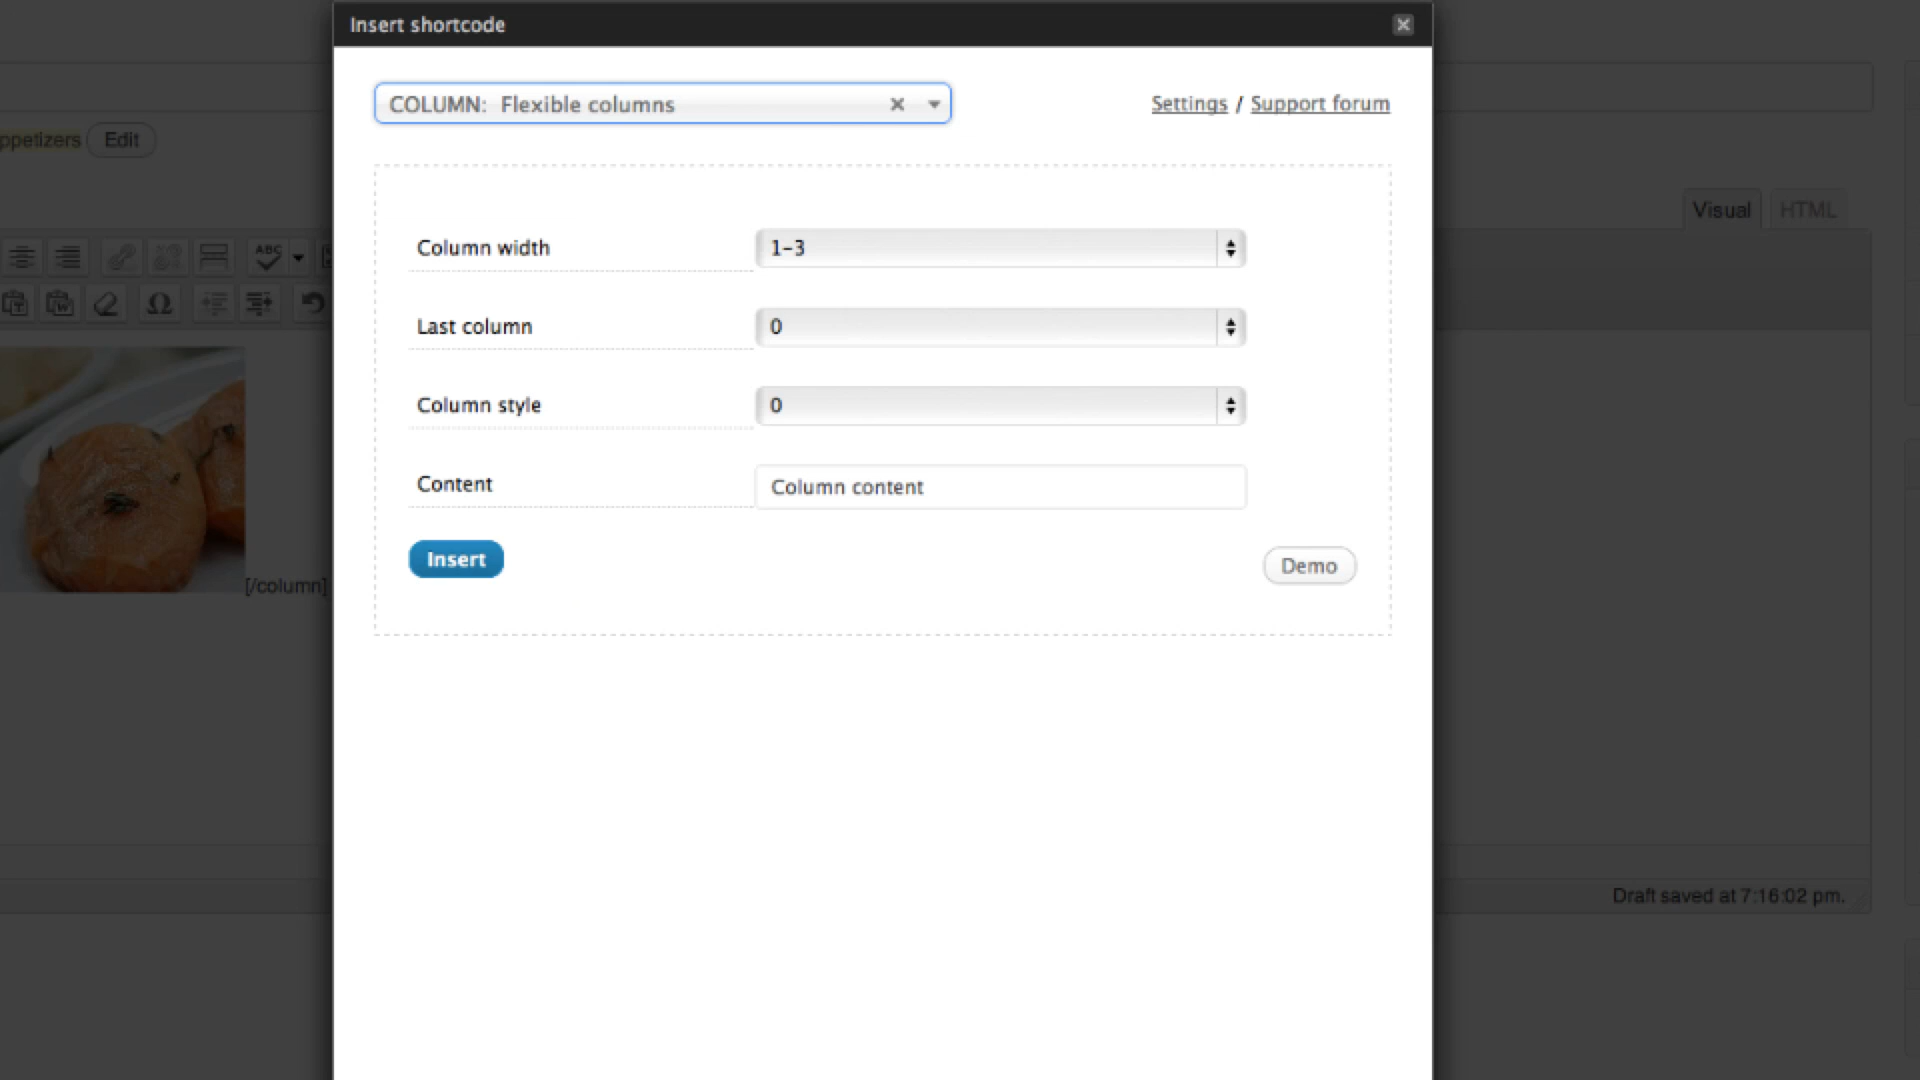 Insert shortcode
COLUMN: Flexible columns
Settings / Support forum
ppetizers Edit
Visual HTML
ABC
Column width 1-3
Last column 0
Column style 0
Content Column content
Insert
Demo
[/column]
Draft saved at 7:16:02 pm.